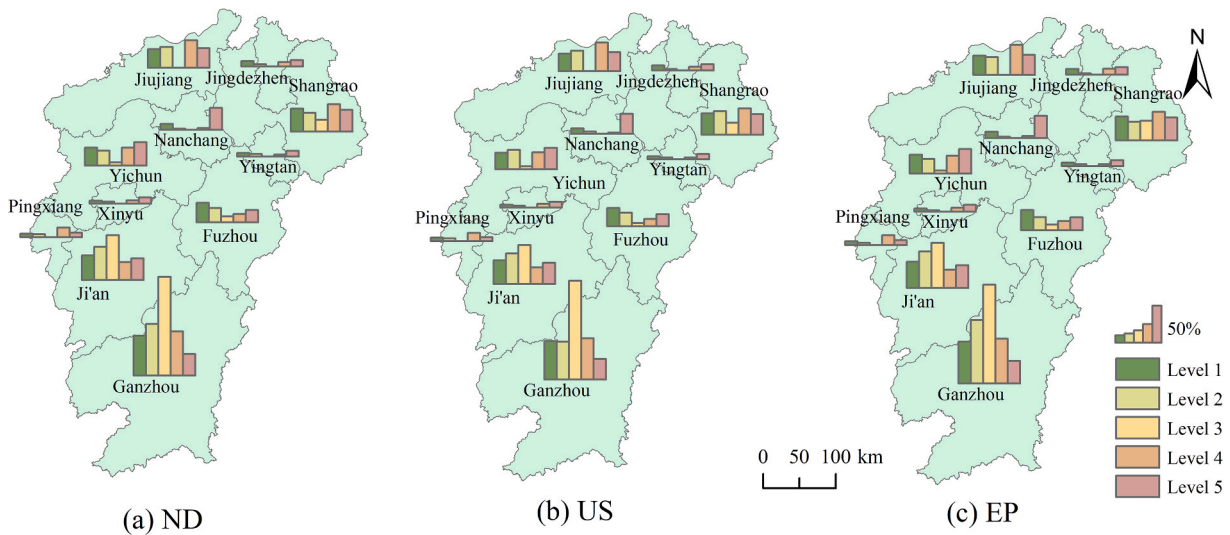 Jiujiang
Jingdezhen
Shangrao
Nanchang
Yichun
Yingtan
Pingxiang
Xinyu
Fuzhou
Ji'an
Ganzhou
(a) ND
Jiujiang
Jingdezhen
Shangrao
Nanchang
Yichun
Yingtan
Pingxiang
Xinyu
Fuzhou
Ji'an
Ganzhou
(b) US
N
Jiujiang
Jingdezhen
Shangrao
Nanchang
Yichun
Yingtan
Pingxiang
Xinyu
Fuzhou
Ji'an
Ganzhou
(c) EP
50%
Level 1
Level 2
Level 3
Level 4
Level 5
0 50 100 km